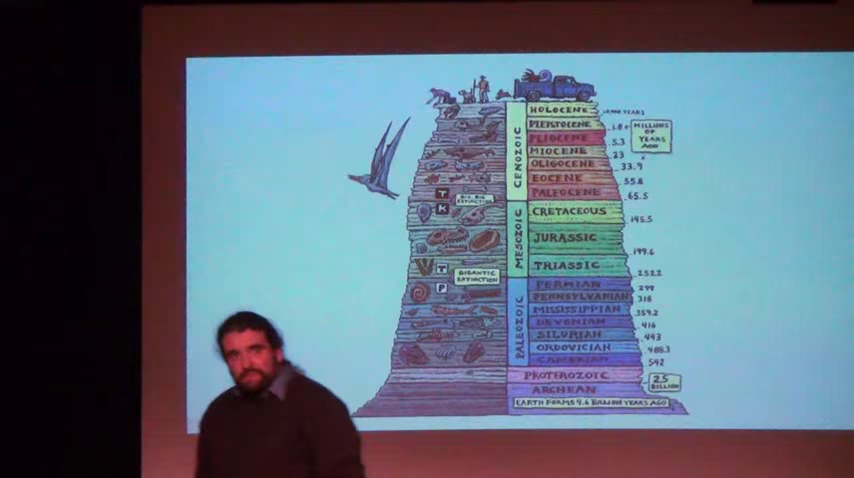 HOLOCENE
PLEISTOCENE
1.8
MILLIONS
OF
YEARS
AGO
PLIOCENE
5.3
MIOCENE
23
OLIGOCENE
33.9
EOCENE
55.8
PALEOCENE
65.5
CENOZOIC
T
K
BIG, BIG
EXTINCTION
CRETACEOUS
145.5
JURASSIC
199.6
TRIASSIC
252.2
MESOZOIC
T
P
GIGANTIC
EXTINCTION
PERMIAN
299
PENNSYLVANIAN
318
MISSISSIPPIAN
359.2
DEVONIAN
416
SILURIAN
443
ORDOVICIAN
488.3
CAMBRIAN
542
PALEOZOIC
PROTEROZOIC
2.5
BILLION
ARCHEAN
EARTH FORMS 4.6 BILLION YEARS AGO